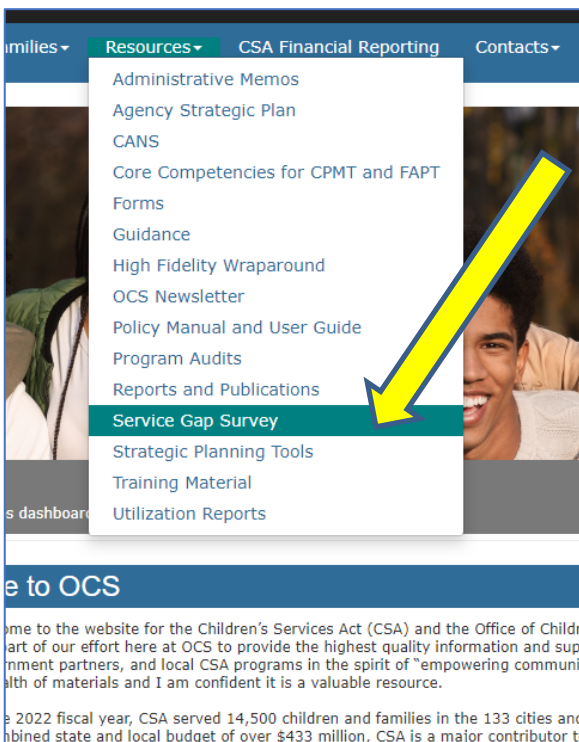 amilies Resources CSA Financial Reporting Contacts
Administrative Memos
Agency Strategic Plan
CANS
Core Competencies for CPMT and FAPT
Forms
Guidance
High Fidelity Wraparound
OCS Newsletter
Policy Manual and User Guide
Program Audits
Reports and Publications
Service Gap Survey
Strategic Planning Tools
Training Material
Utilization Reports
s dashboar
e to OCS
ome to the website for the Children's Services Act (CSA) and the Office of Childr
part of our effort here at OCS to provide the highest quality information and sup
rnment partners, and local CSA programs in the spirit of "empowering communi
alth of materials and I am confident it is a valuable resource.
e 2022 fiscal year, CSA served 14,500 children and families in the 133 cities and
mbined state and local budget of over $433 million. CSA is a major contributor t